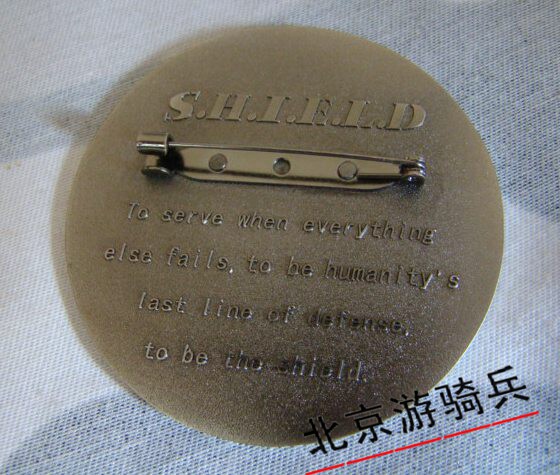 S.H.I.E.L.D
To serve when everything
else fails, to be humanity's
last line of defense,
to be the shield.
北京游骑兵